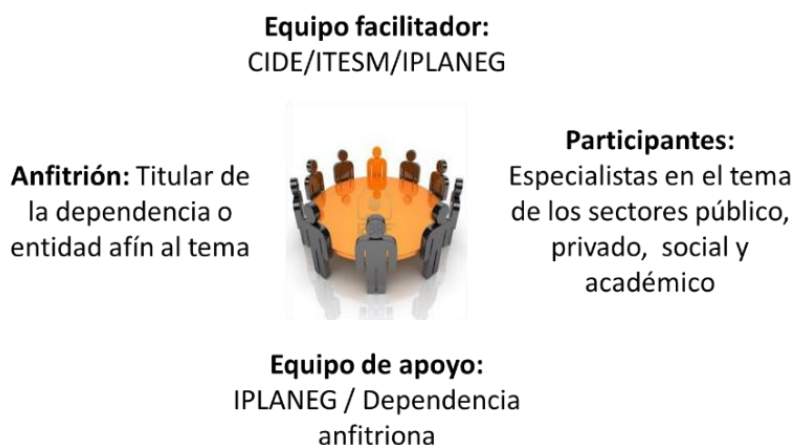 Equipo facilitador:
CIDE/ITESM/IPLANEG
Anfitrión: Titular de
la dependencia o
entidad afín al tema
Participantes:
Especialistas en el tema
de los sectores público,
privado, social y
académico
Equipo de apoyo:
IPLANEG / Dependencia
anfitriona